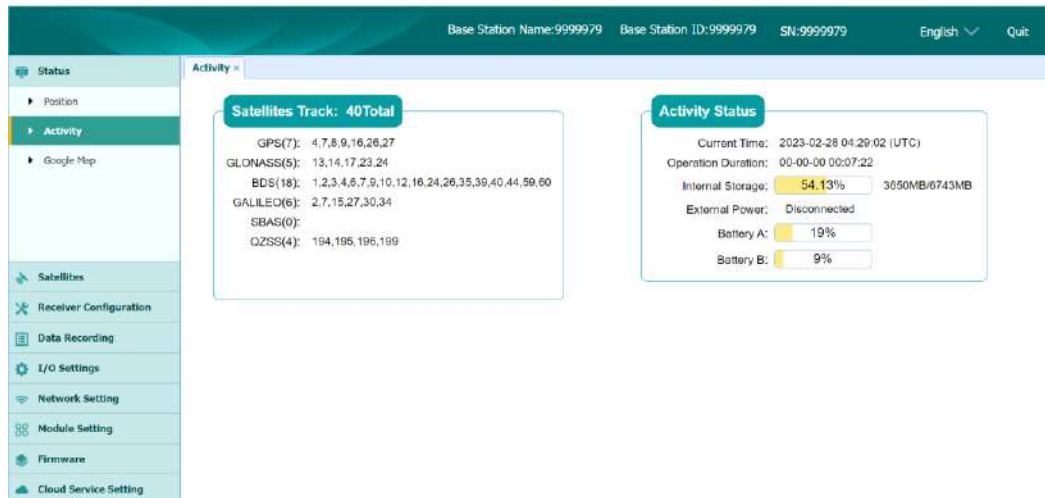 Base Station Name:9999979 Base Station ID:9999979 SN:9999979 English Quit
Status
Position
Activity
Google Map
Satellites
Receiver Configuration
Data Recording
I/O Settings
Network Setting
Module Setting
Firmware
Cloud Service Setting
Activity ×
Satellites Track: 40Total
GPS(7): 4,7,8,9,16,26,27
GLONASS(5): 13,14,17,23,24
BDS(18): 1,2,3,4,6,7,9,10,12,16,24,26,35,39,40,44,59,60
GALILEO(6): 2,7,15,27,30,34
SBAS(0):
QZSS(4): 194,195,196,199
Activity Status
Current Time: 2023-02-28 04:29:02 (UTC)
Operation Duration: 00-00-00 00:07:22
Internal Storage: 54.13% 3650MB/6743MB
External Power: Disconnected
Battery A: 19%
Battery B: 9%